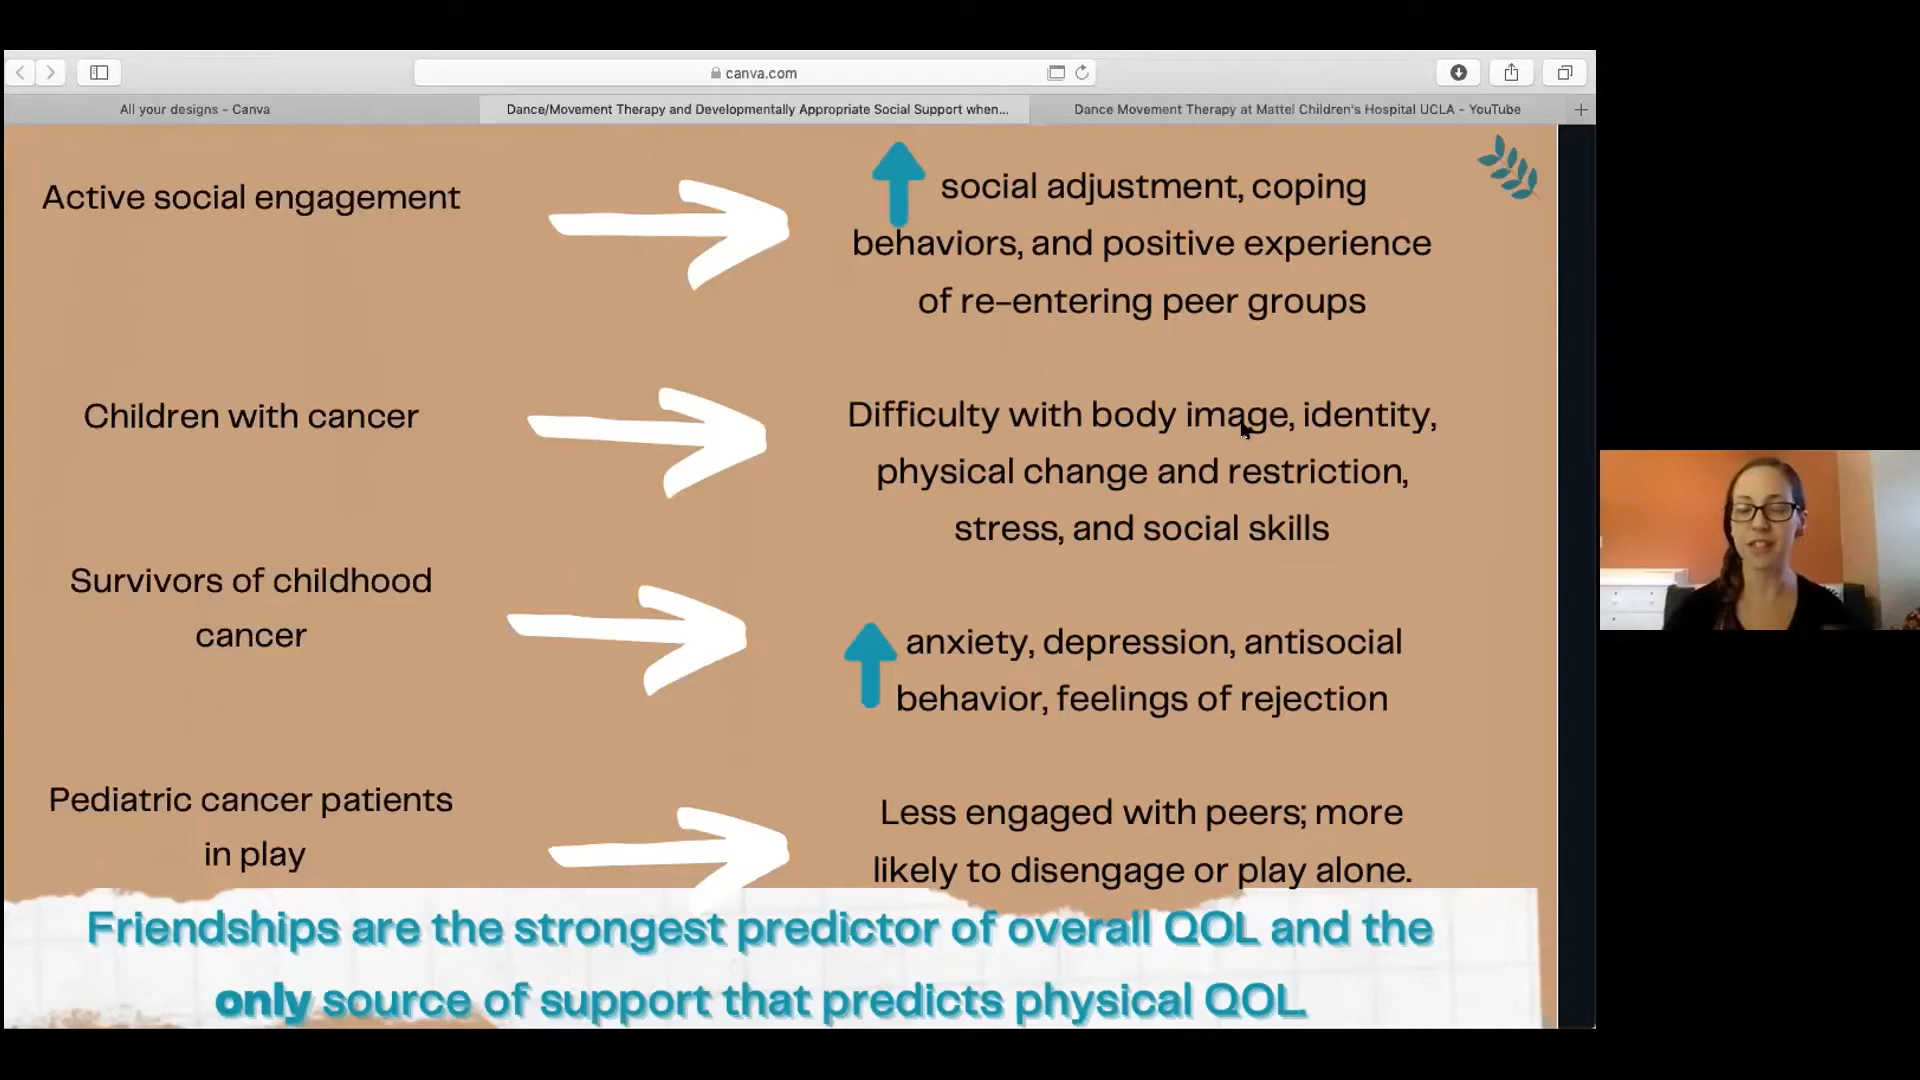 canva.com
All your designs - Canva
Dance/Movement Therapy and Developmentally Appropriate Social Support when...
Dance Movement Therapy at Mattel Children's Hospital UCLA - YouTube
Active social engagement
social adjustment, coping
behaviors, and positive experience
of re-entering peer groups
Children with cancer
Difficulty with body image, identity,
physical change and restriction,
stress, and social skills
Survivors of childhood
cancer
anxiety, depression, antisocial
behavior, feelings of rejection
Pediatric cancer patients
in play
Less engaged with peers; more
likely to disengage or play alone.
Friendships are the strongest predictor of overall QOL and the
only source of support that predicts physical QOL.